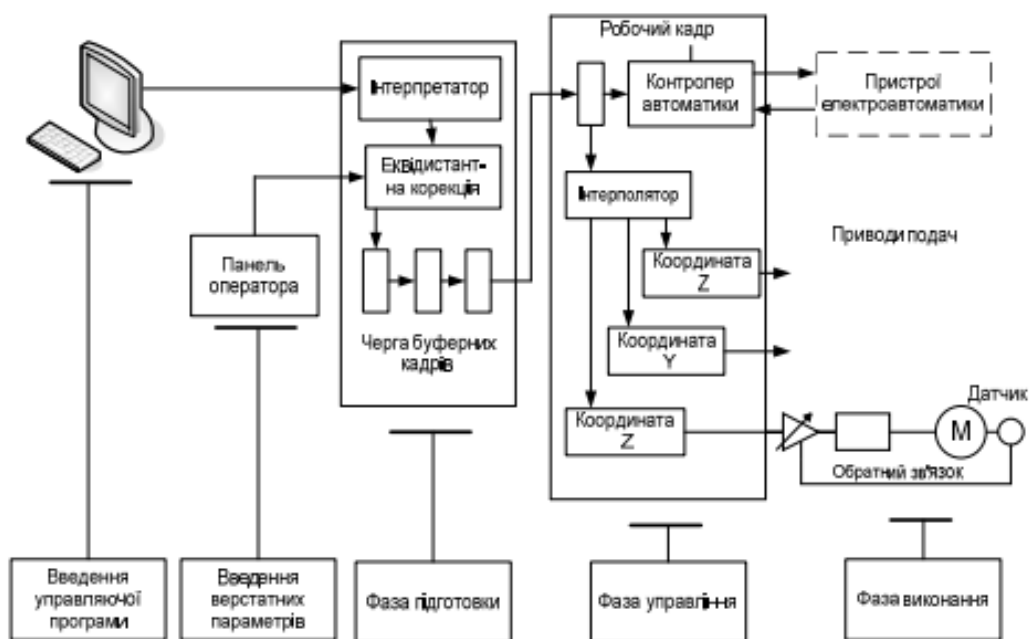 Робочий кадр
Інтерпретатор
Контролер
автоматики
Пристрої
електроавтоматики
Еквідистант-
на корекція
Інтерполятор
Приводи подач
Панель
оператора
Координата
Z
Черга буферних
кадрів
Координата
Y
Датчик
Координата
Z
М
Обратний зв'язок
Введення
управляючої
програми
Введення
верстатних
параметрів
Фаза підготовки
Фаза управління
Фаза виконання